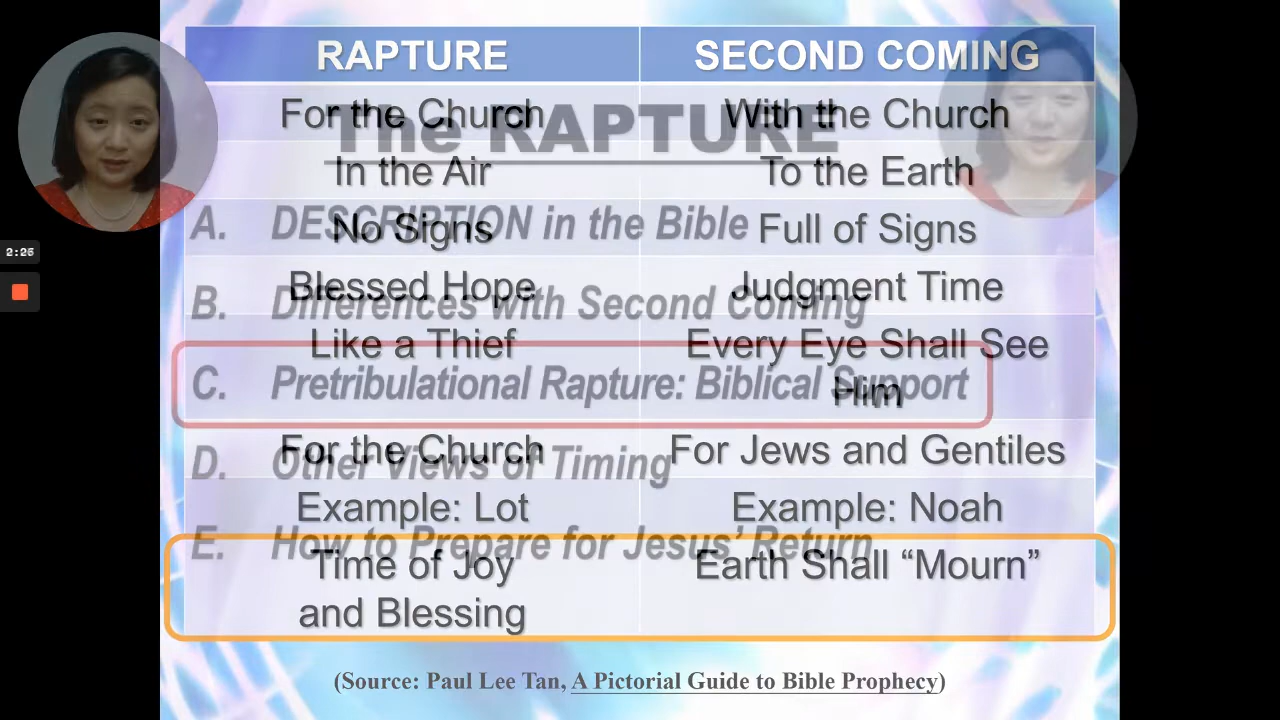 RAPTURE
SECOND COMING
For the Church
With the Church
In the Air
To the Earth
No Signs
Full of Signs
Blessed Hope
Judgment Time
Like a Thief
Every Eye Shall See
Him
For the Church
For Jews and Gentiles
Example: Lot
Example: Noah
Time of Joy
and Blessing
Earth Shall “Mourn”
(Source: Paul Lee Tan, A Pictorial Guide to Bible Prophecy)
The RAPTURE
A. DESCRIPTION in the Bible
B. Differences with Second Coming
C. Pretribulational Rapture: Biblical Support
D. Other Views of Timing
E. How to Prepare for Jesus’ Return
2:26